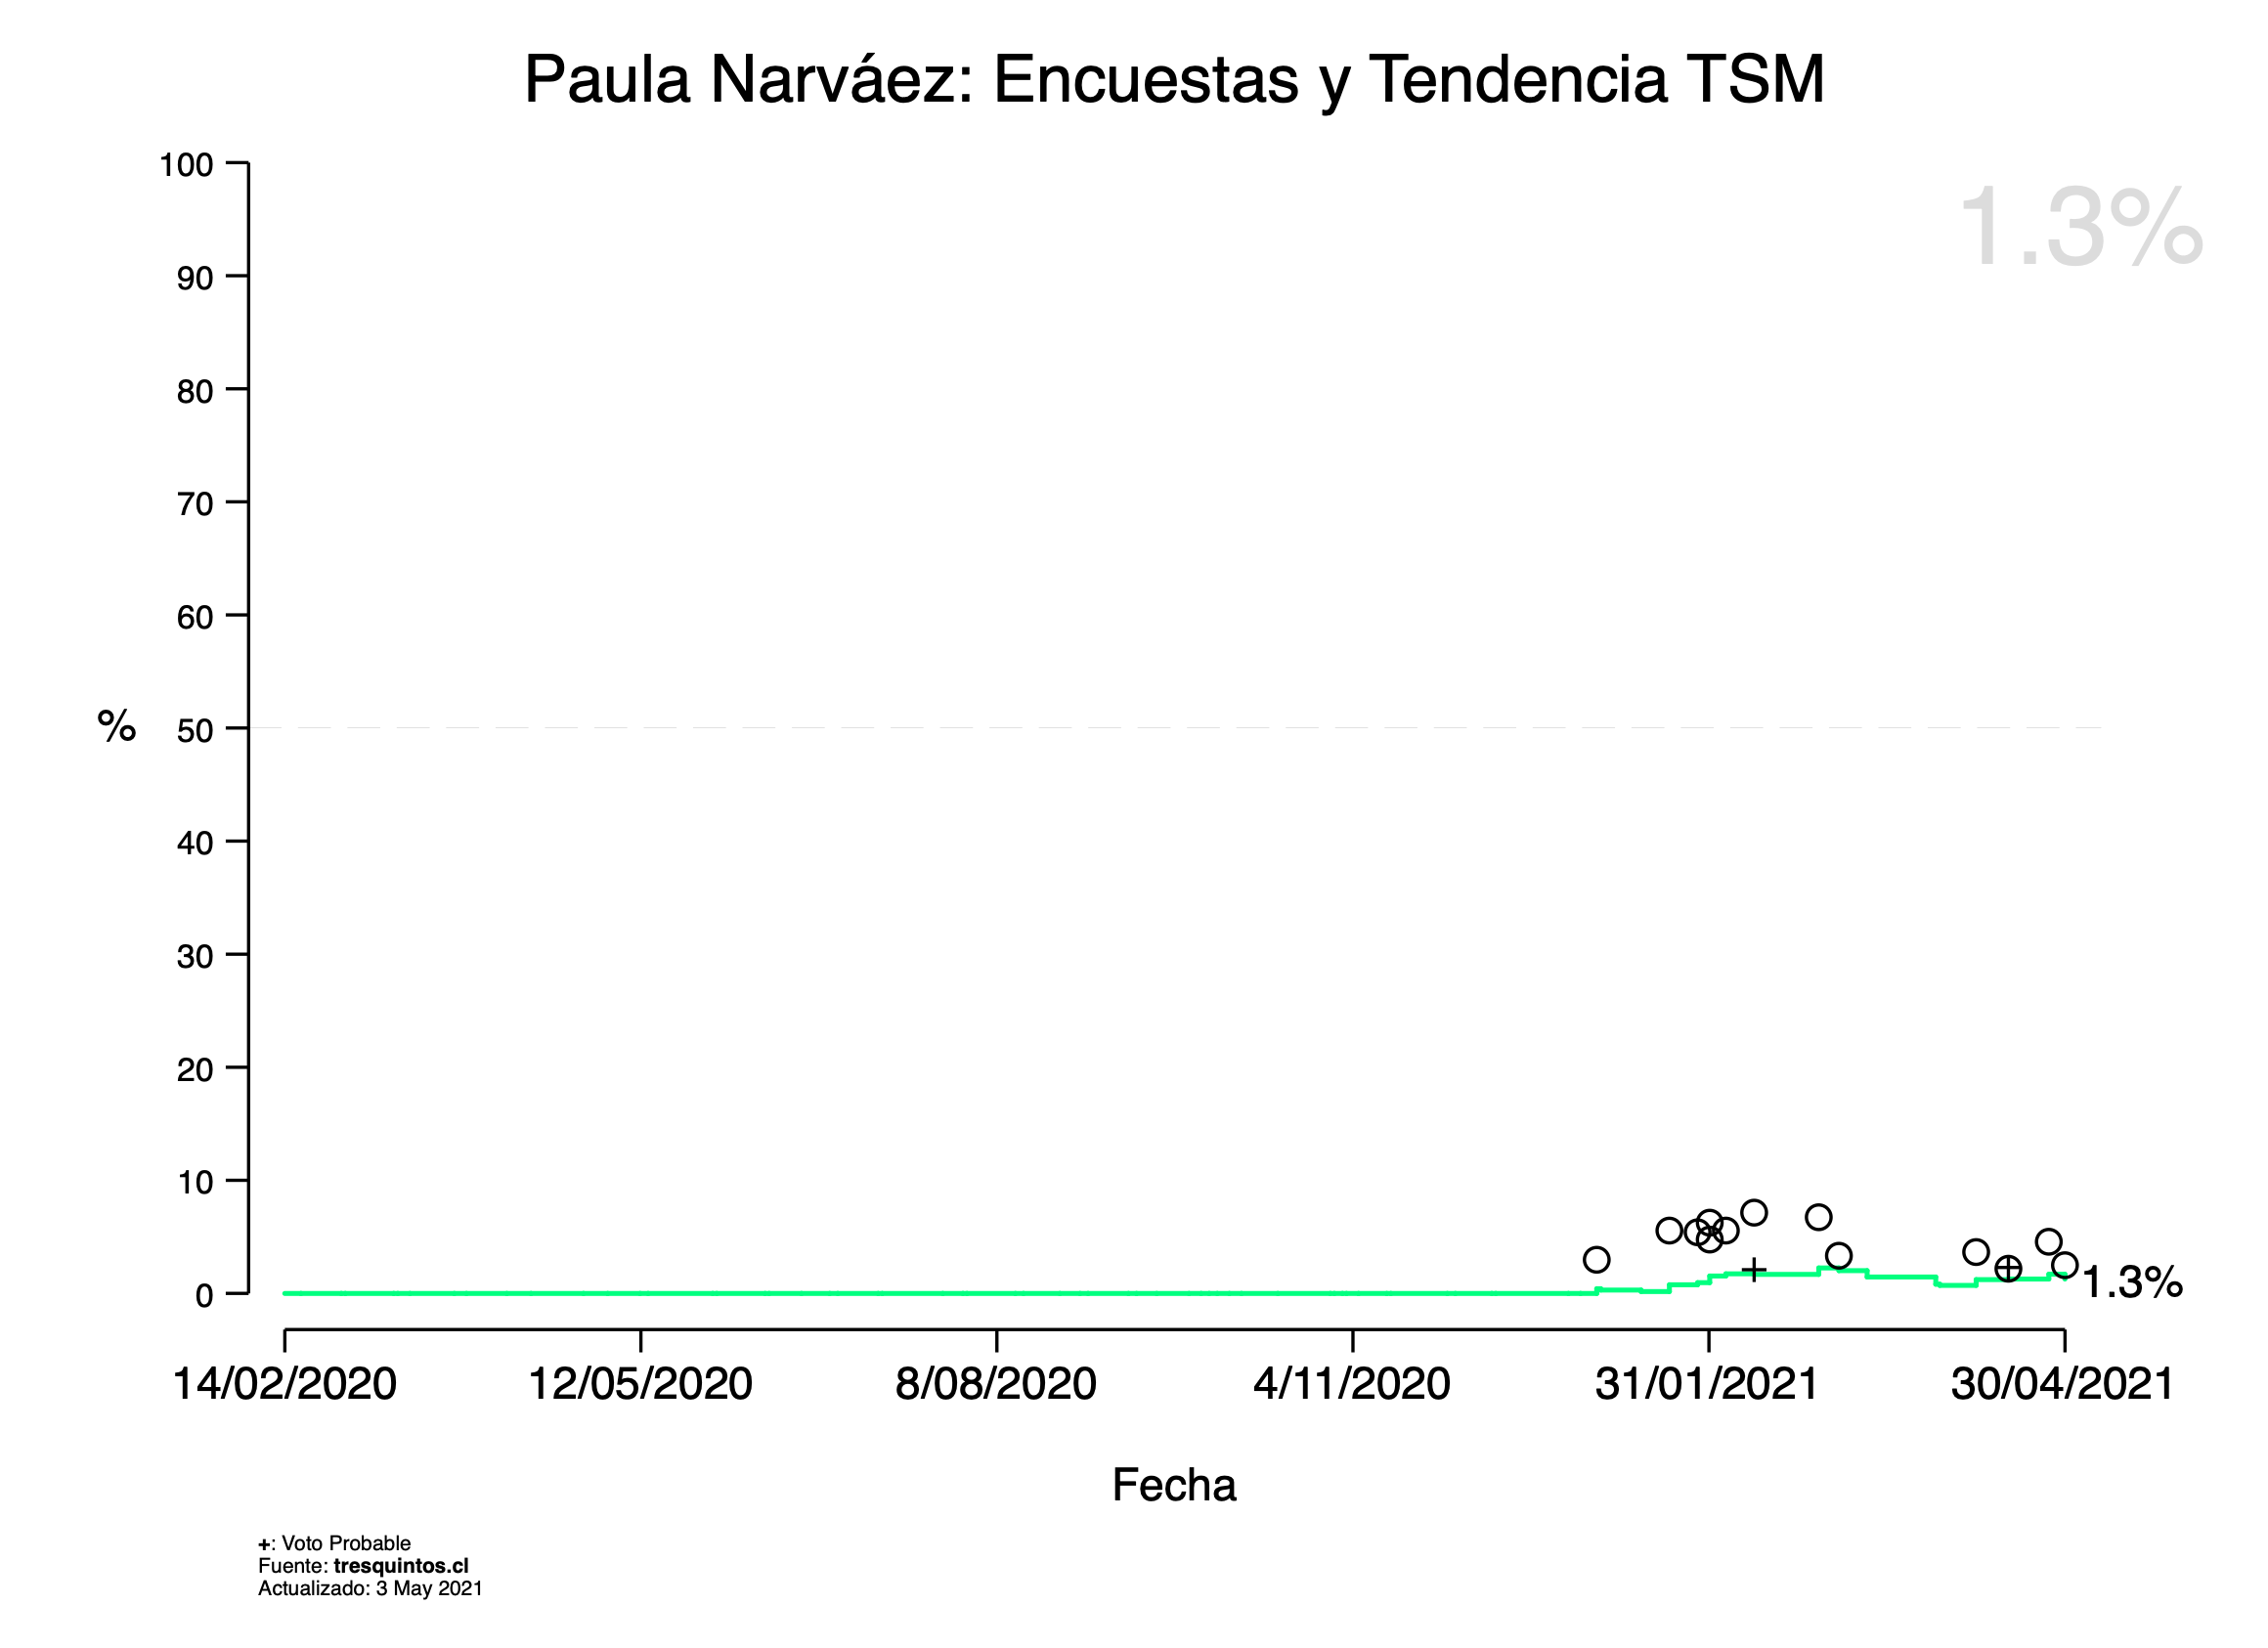 Paula Narváez: Encuestas y Tendencia TSM
1.3%
100
90
80
70
60
50
40
30
20
10
0
%
1.3%
14/02/2020 12/05/2020 8/08/2020 4/11/2020 31/01/2021 30/04/2021
Fecha
+: Voto Probable
Fuente: tresquintos.cl
Actualizado: 3 May 2021